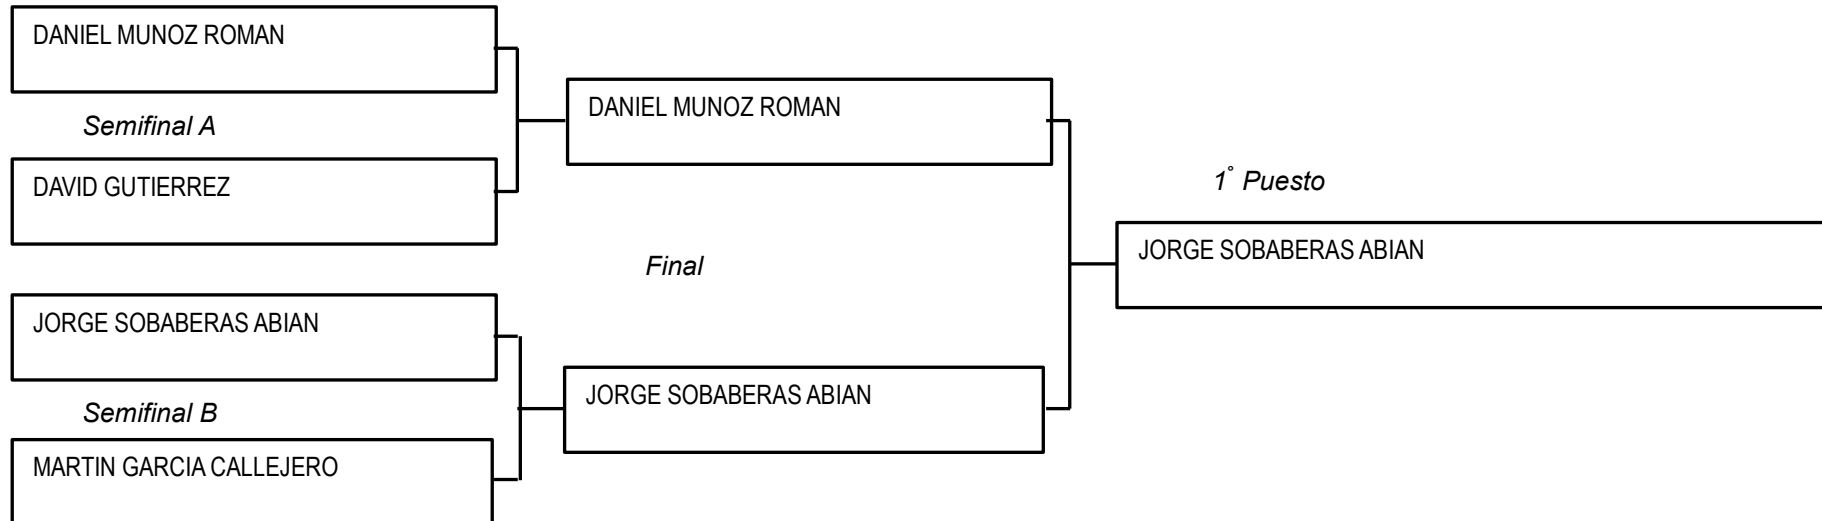 DANIEL MUNOZ ROMAN
Semifinal A
DAVID GUTIERREZ
DANIEL MUNOZ ROMAN
Final
JORGE SOBABERAS ABIAN
Semifinal B
MARTIN GARCIA CALLEJERO
JORGE SOBABERAS ABIAN
1° Puesto
JORGE SOBABERAS ABIAN